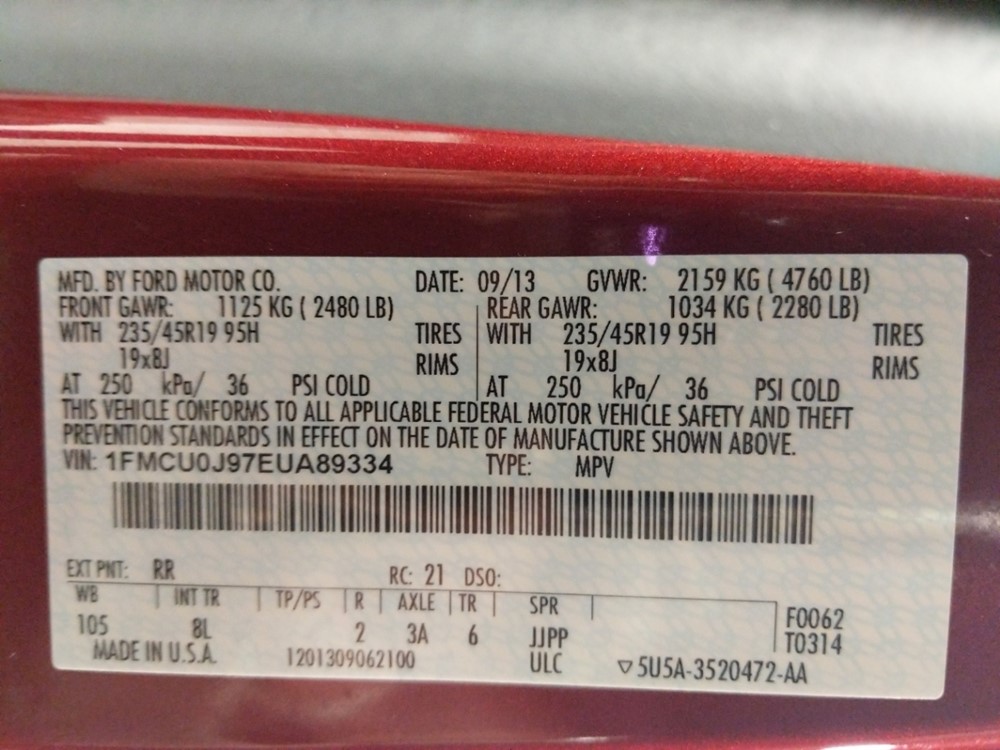 MFD. BY FORD MOTOR CO. DATE: 09/13 GVWR: 2159 KG ( 4760 LB)
FRONT GAWR: 1125 KG ( 2480 LB) REAR GAWR: 1034 KG ( 2280 LB)
WITH 235/45R19 95H TIRES WITH 235/45R19 95H TIRES
19x8J RIMS 19x8J RIMS
AT 250 kPa/ 36 PSI COLD AT 250 kPa/ 36 PSI COLD
THIS VEHICLE CONFORMS TO ALL APPLICABLE FEDERAL MOTOR VEHICLE SAFETY AND THEFT
PREVENTION STANDARDS IN EFFECT ON THE DATE OF MANUFACTURE SHOWN ABOVE.
VIN: 1FMCU0J97EUA89334 TYPE: MPV
EXT PNT: RR RC: 21 DSO:
WB INT TR TP/PS R AXLE TR SPR F0062
105 8L 2 3A 6 JJPP T0314
MADE IN U.S.A. 1201309062100 ULC ▽5U5A-3520472-AA